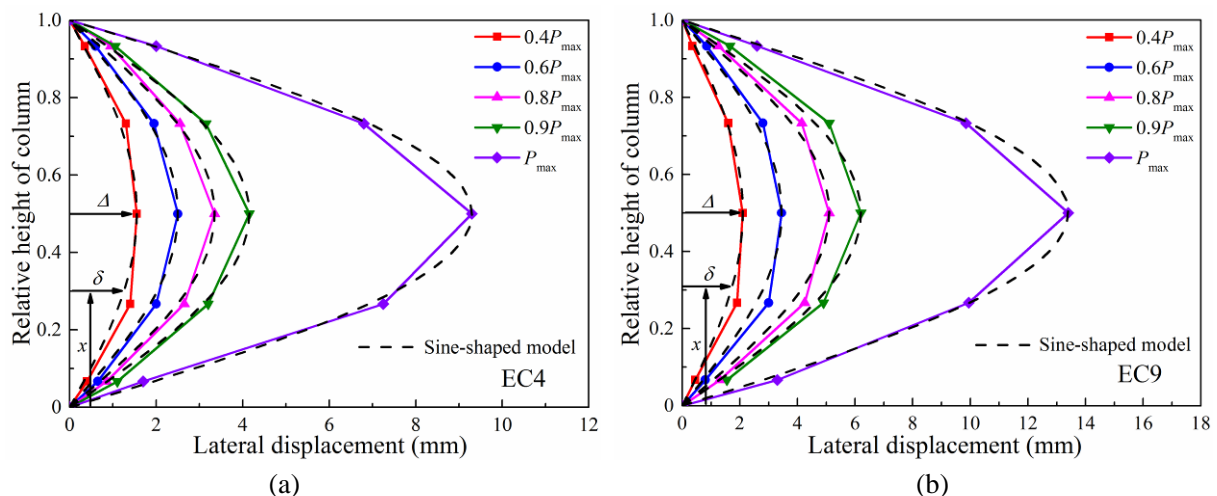 (a)
1.0
0.8
0.6
0.4
0.2
0
Relative height of column
0.4Pmax
0.6Pmax
0.8Pmax
0.9Pmax
Pmax
Δ
δ
x
Sine-shaped model
EC4
0 2 4 6 8 10 12
Lateral displacement (mm)
(a)
(b)
1.0
0.8
0.6
0.4
0.2
0
Relative height of column
0.4Pmax
0.6Pmax
0.8Pmax
0.9Pmax
Pmax
Δ
δ
x
Sine-shaped model
EC9
0 2 4 6 8 10 12 14 16 18
Lateral displacement (mm)
(b)